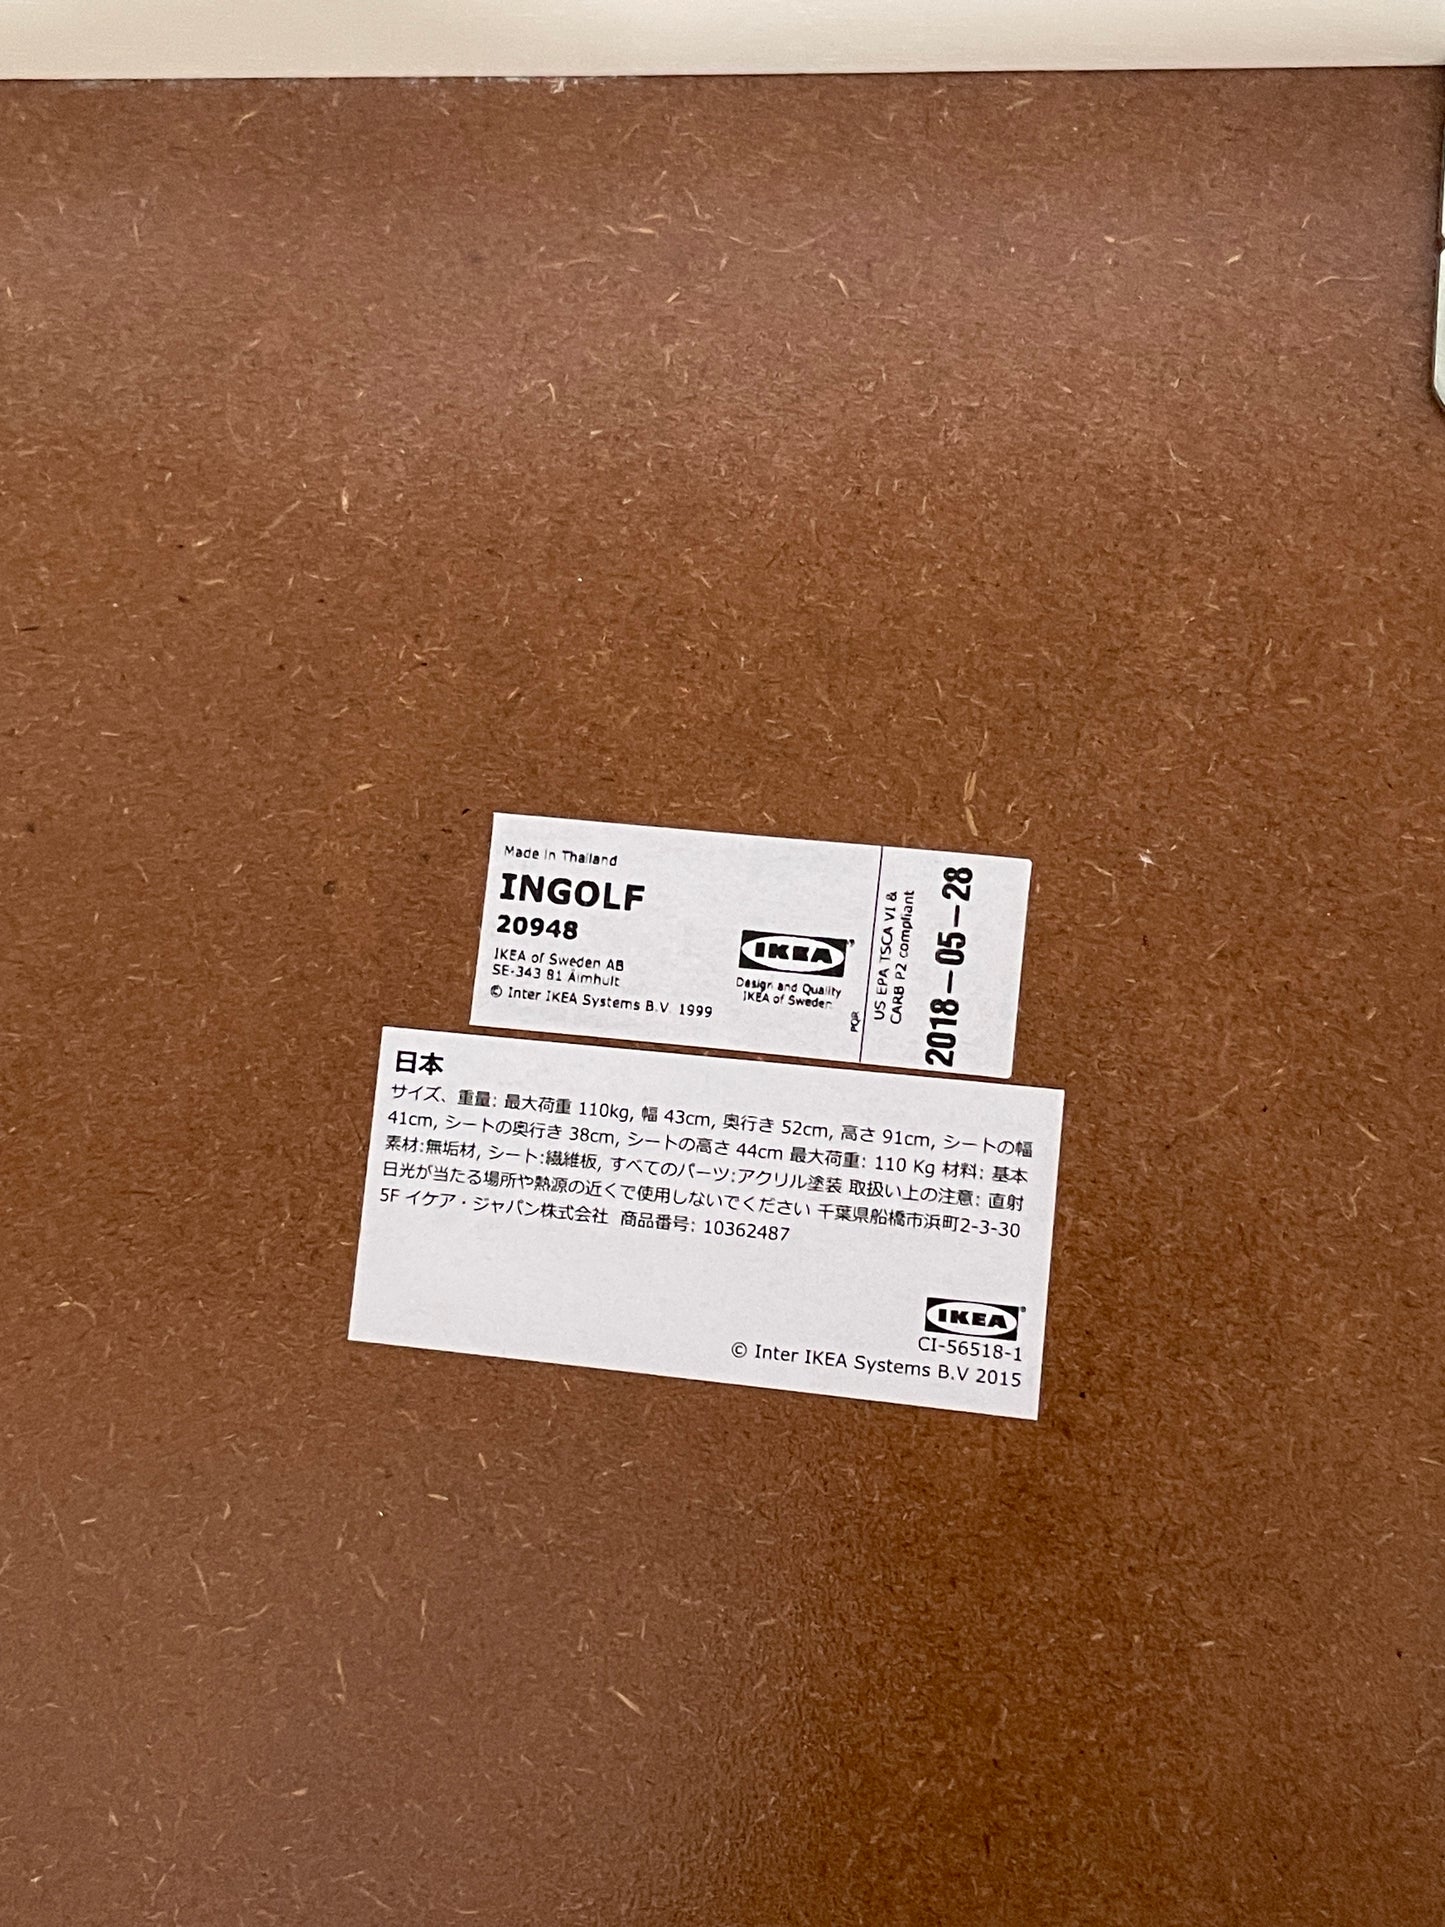 Made in Thailand
INGOLF
20948
IKEA of Sweden AB
SE-343 81 Älmhult
© Inter IKEA Systems B.V. 1999
IKEA
Design and Quality
IKEA of Sweden
PQR
US EPA TSCA VI &
CARB P2 compliant
2018-05-28
日本
サイズ、重量: 最大荷重 110kg, 幅 43cm, 奥行き 52cm, 高さ 91cm, シートの幅
41cm, シートの奥行き 38cm, シートの高さ 44cm 最大荷重: 110 Kg 材料: 基本
素材:無垢材, シート:繊維板, すべてのパーツ:アクリル塗装 取扱い上の注意: 直射
日光が当たる場所や熱源の近くで使用しないでください 千葉県船橋市浜町2-3-30
5F イケア・ジャパン株式会社 商品番号: 10362487
IKEA
CI-56518-1
© Inter IKEA Systems B.V 2015